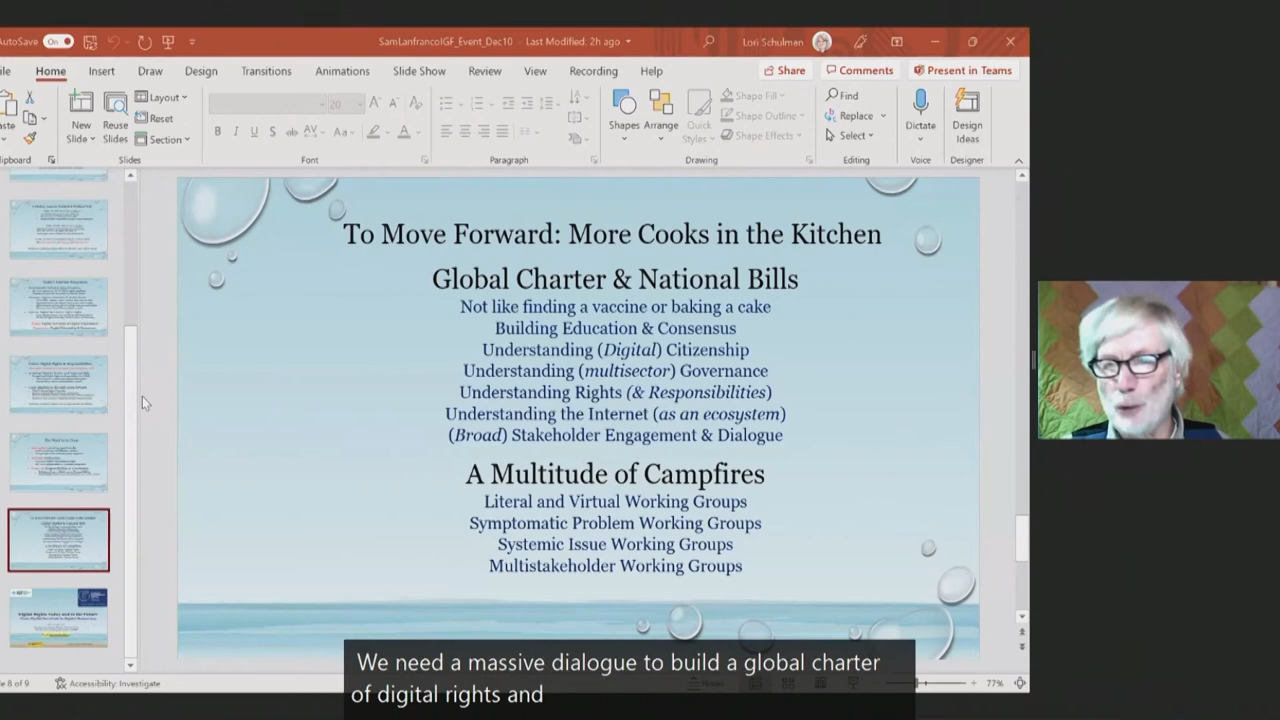 AutoSave On SamLanfrancoIGF_Event_Dec10 - Last Modified: 2h ago Lori Schulman
Home Insert Draw Design Transitions Animations Slide Show Review View Recording Help Share Comments Present in Teams
New Slide Reuse Slides Layout Reset Section 20 Shapes Arrange Quick Styles Shape Fill Shape Outline Shape Effects Find Replace Select Dictate Design Ideas
Slides Font Paragraph Drawing Editing Voice Designer
To Move Forward: More Cooks in the Kitchen
Global Charter & National Bills
Not like finding a vaccine or baking a cake
Building Education & Consensus
Understanding (Digital) Citizenship
Understanding (multisector) Governance
Understanding Rights (& Responsibilities)
Understanding the Internet (as an ecosystem)
(Broad) Stakeholder Engagement & Dialogue
A Multitude of Campfires
Literal and Virtual Working Groups
Symptomatic Problem Working Groups
Systemic Issue Working Groups
Multistakeholder Working Groups
We need a massive dialogue to build a global charter
of digital rights and
8 of 9 Accessibility: Investigate 77%